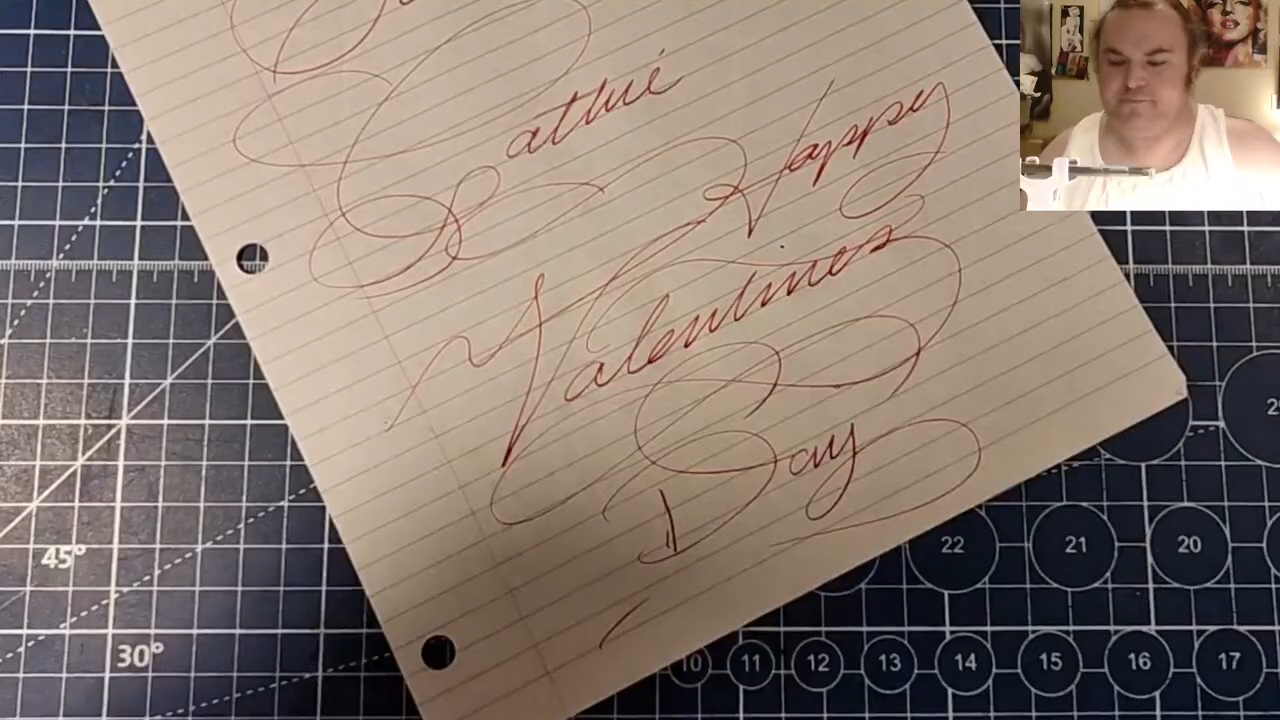 Cathie
Happy
Valentines
Day
45°
30°
22 21 20
10 11 12 13 14 15 16 17